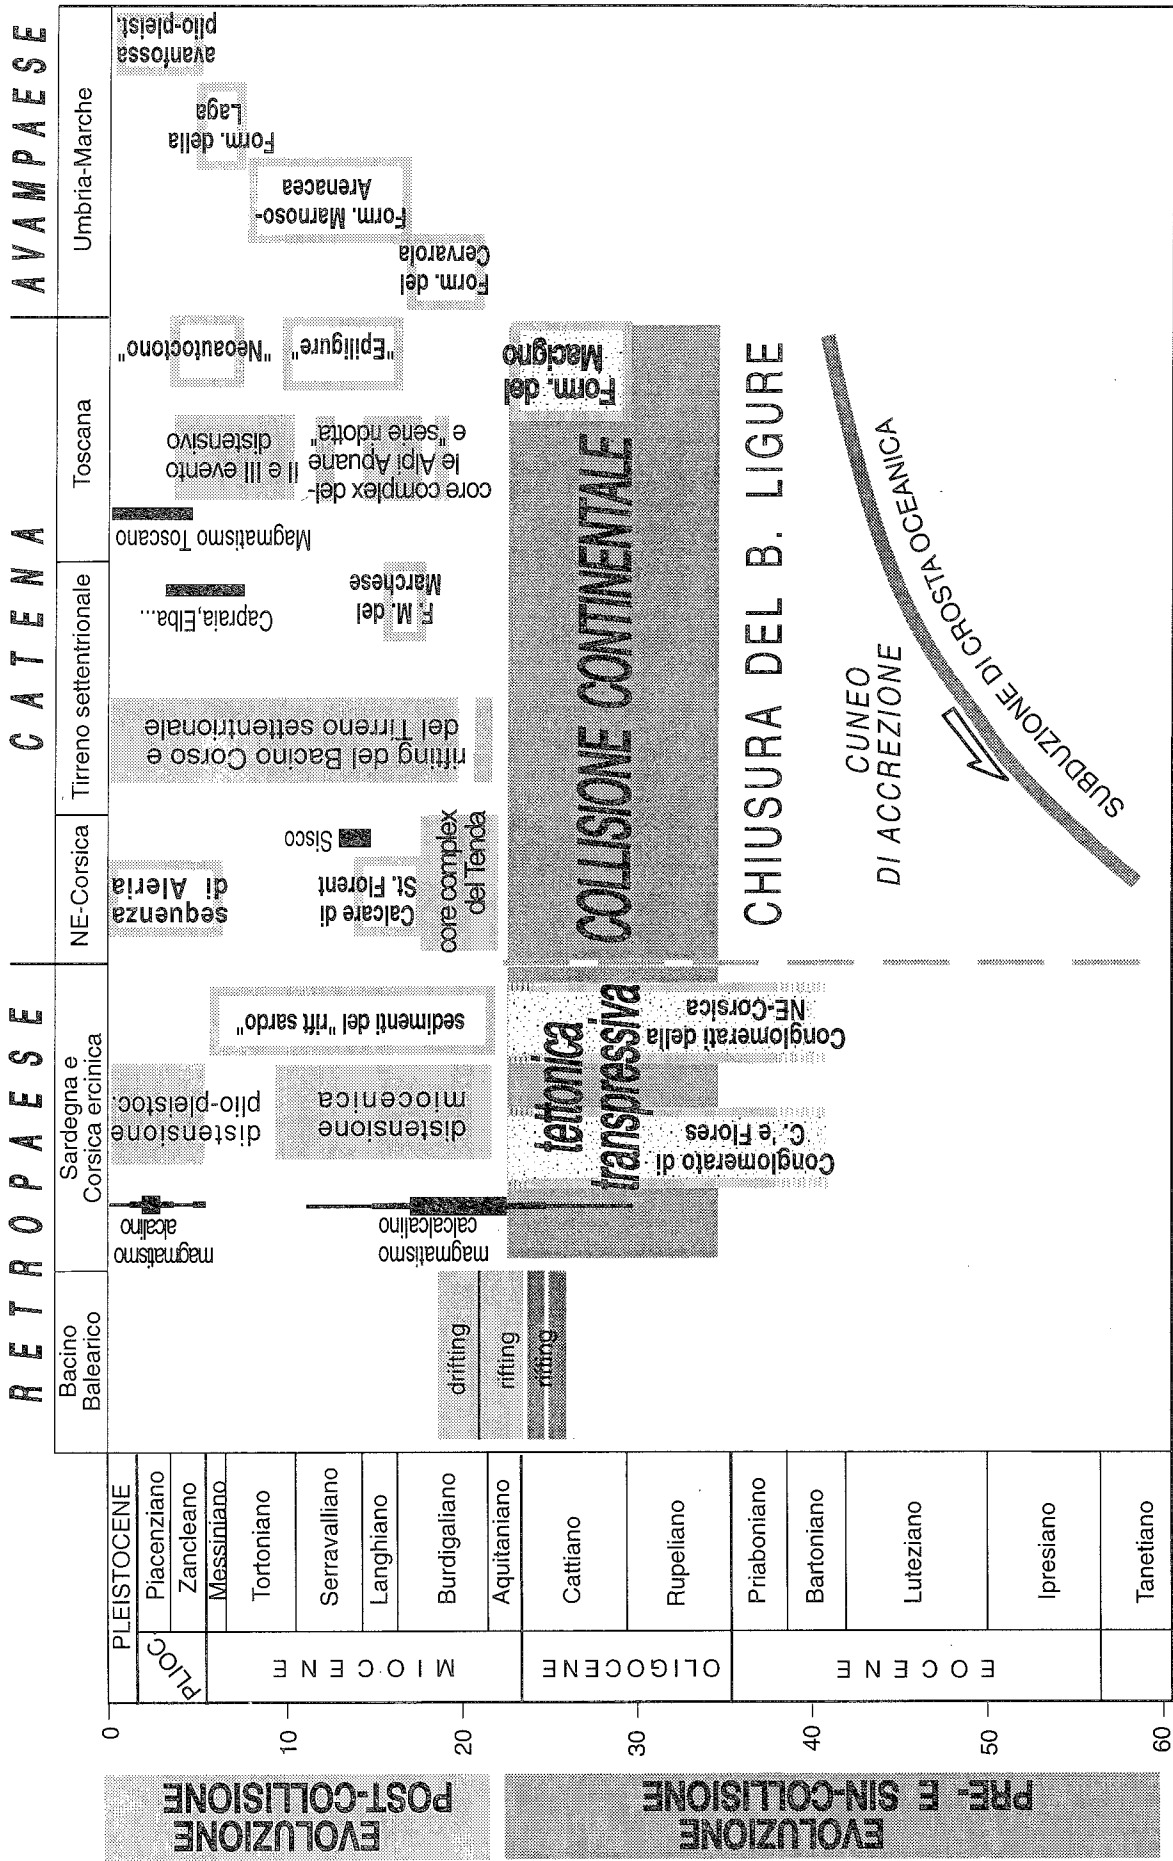 RETROPAESE
CATENA
AVAMPAESE
Bacino
Balearico
Sardegna e
Corsica ercinica
NE-Corsica
Tirreno settentrionale
Toscana
Umbria-Marche
EVOLUZIONE
POST-COLLISIONE
EVOLUZIONE
PRE- E SIN-COLLISIONE
0
10
20
30
40
50
60
PLEISTOCENE
PLIOC.
MIOCENE
OLIGOCENE
EOCENE
Piacenziano
Zancleano
Messiniano
Tortoniano
Serravalliano
Langhiano
Burdigaliano
Aquitaniano
Cattiano
Rupeliano
Priaboniano
Bartoniano
Luteziano
Ipresiano
Tanetiano
drifting
rifting
rifting
magmatismo
alcalino
magmatismo
calcalcalino
distensione
plio-pleistoc.
distensione
miocenica
sedimenti del "rift sardo"
tettonica
transpressiva
Conglomerato di
C. 'e Flores
Conglomerati della
NE-Corsica
sequenza
di Aleria
Calcare di
St. Florent
Sisco
core complex
del Tenda
rifting del Bacino Corso e
del Tirreno settentrionale
Capraia,Elba...
F. M. del
Marchese
Magmatismo Toscano
II e III evento
distensivo
core complex del-
le Alpi Apuane
e "serie ridotta"
"Neoautoctono"
"Epiligure"
Form. del
Macigno
Form. del
Cervarola
Form. Marnoso-
Arenacea
Form. della
Laga
avanfossa
plio-pleist.
COLLISIONE CONTINENTALE
CHIUSURA DEL B. LIGURE
CUNEO
DI ACCREZIONE
SUBDUZIONE DI CROSTA OCEANICA